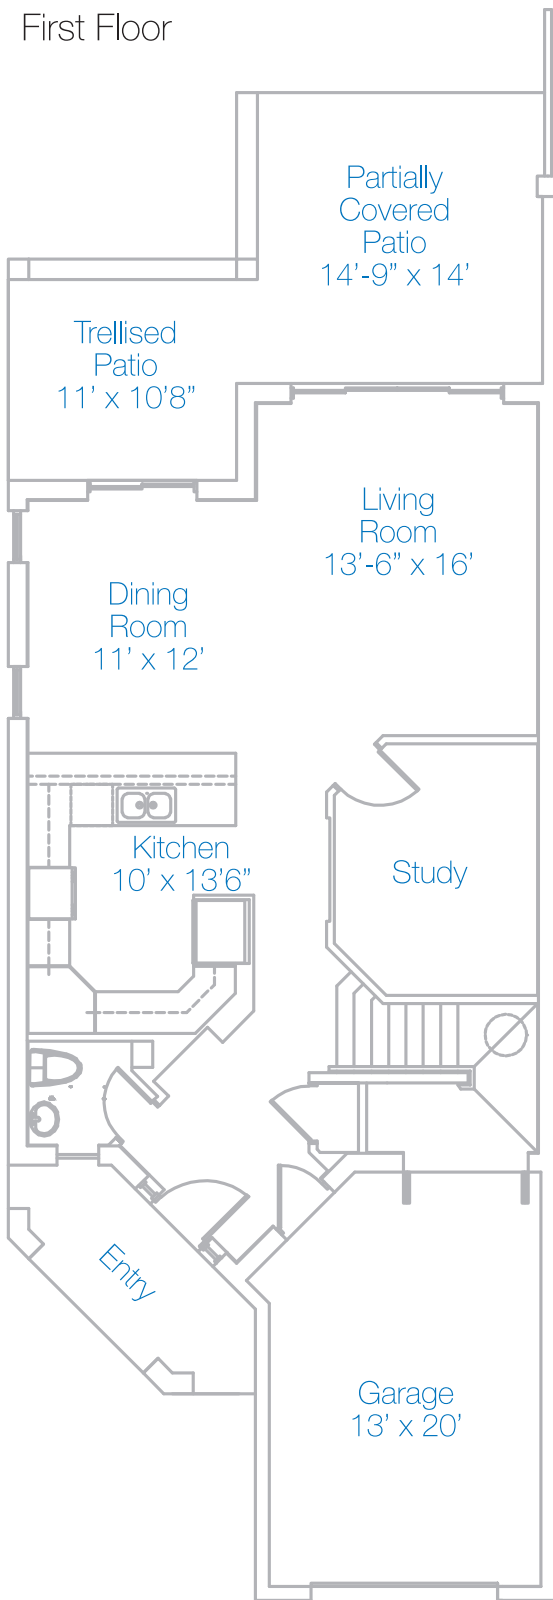 First Floor
Partially
Covered
Patio
14’-9” x 14’
Trellised
Patio
11’ x 10’8”
Living
Room
13’-6” x 16’
Dining
Room
11’ x 12’
Kitchen
10’ x 13’6”
Study
Entry
Garage
13’ x 20’